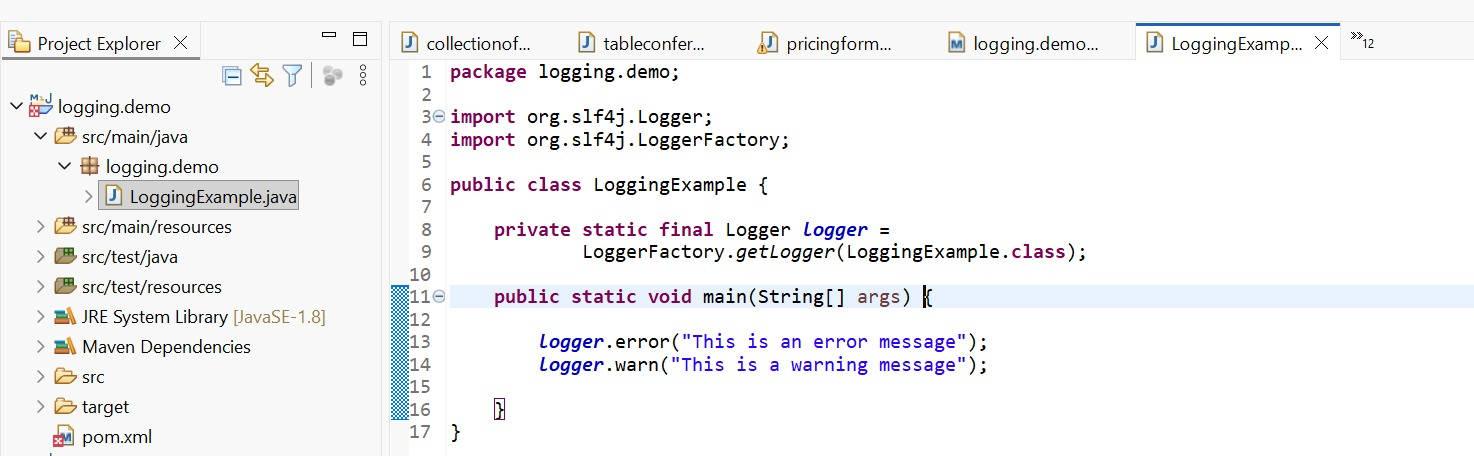 Project Explorer
logging.demo
src/main/java
logging.demo
LoggingExample.java
src/main/resources
src/test/java
src/test/resources
JRE System Library [JavaSE-1.8]
Maven Dependencies
src
target
pom.xml
collectionof... tableconfer... pricingform... logging.demo... LoggingExamp... »12
1 package logging.demo;
2
3 import org.slf4j.Logger;
4 import org.slf4j.LoggerFactory;
5
6 public class LoggingExample {
7
8 private static final Logger logger =
9 LoggerFactory.getLogger(LoggingExample.class);
10
11 public static void main(String[] args) {
12
13 logger.error("This is an error message");
14 logger.warn("This is a warning message");
15
16 }
17 }